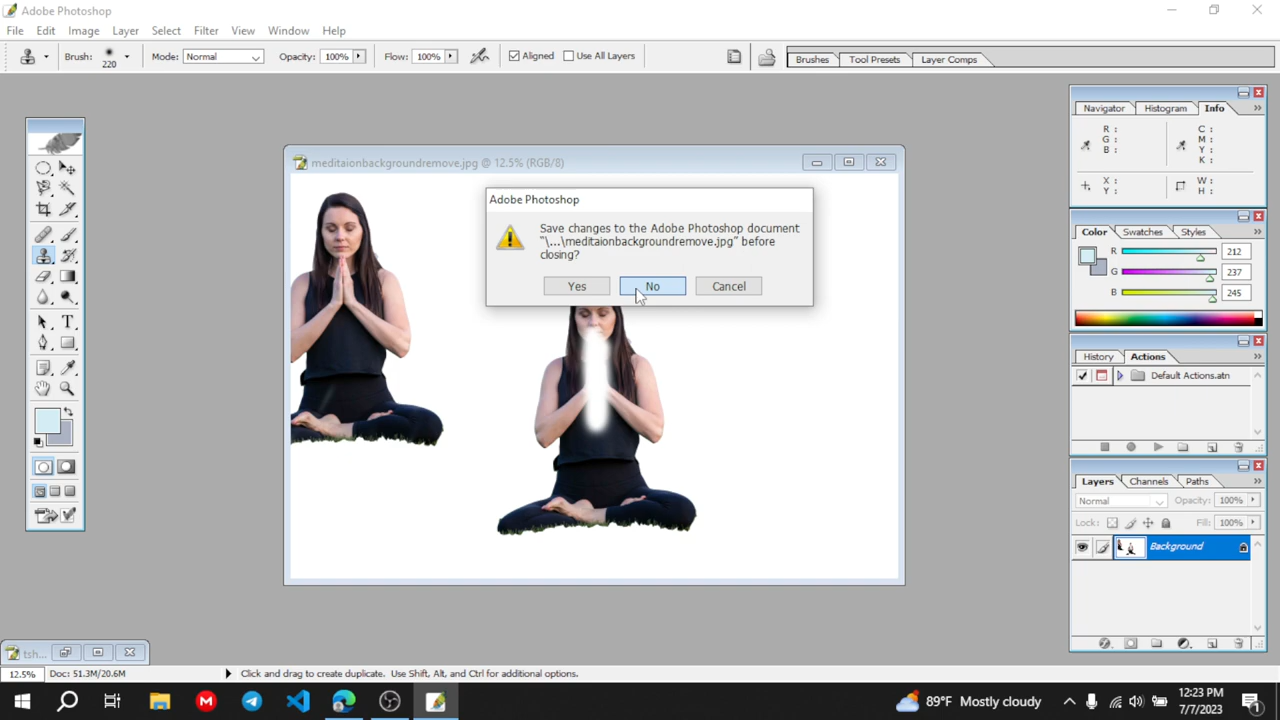 Adobe Photoshop
File Edit Image Layer Select Filter View Window Help
Brush: 220 Mode: Normal Opacity: 100% Flow: 100% Aligned Use All Layers Brushes Tool Presets Layer Comps
meditaionbackgroundremove.jpg @ 12.5% (RGB/8)
Adobe Photoshop
Save changes to the Adobe Photoshop document
"\...\meditaionbackgroundremove.jpg" before
closing?
Yes No Cancel
Navigator Histogram Info
R : C :
G : M :
B : Y :
K :
X : W :
Y : H :
Color Swatches Styles
R 212
G 237
B 245
History Actions
Default Actions.atn
Layers Channels Paths
Normal Opacity: 100%
Lock: Fill: 100%
Background
T
tsh...
12.5% Doc: 51.3M/20.6M Click and drag to create duplicate. Use Shift, Alt, and Ctrl for additional options.
M 89°F Mostly cloudy 12:23 PM
7/7/2023
1